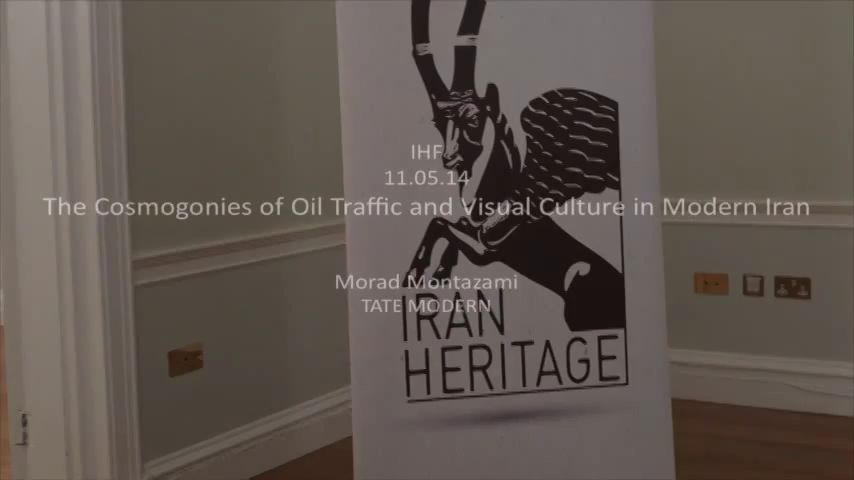 IHF
11.05.14
The Cosmogonies of Oil Traffic and Visual Culture in Modern Iran
Morad Montazami
TATE MODERN
IRAN
HERITAGE